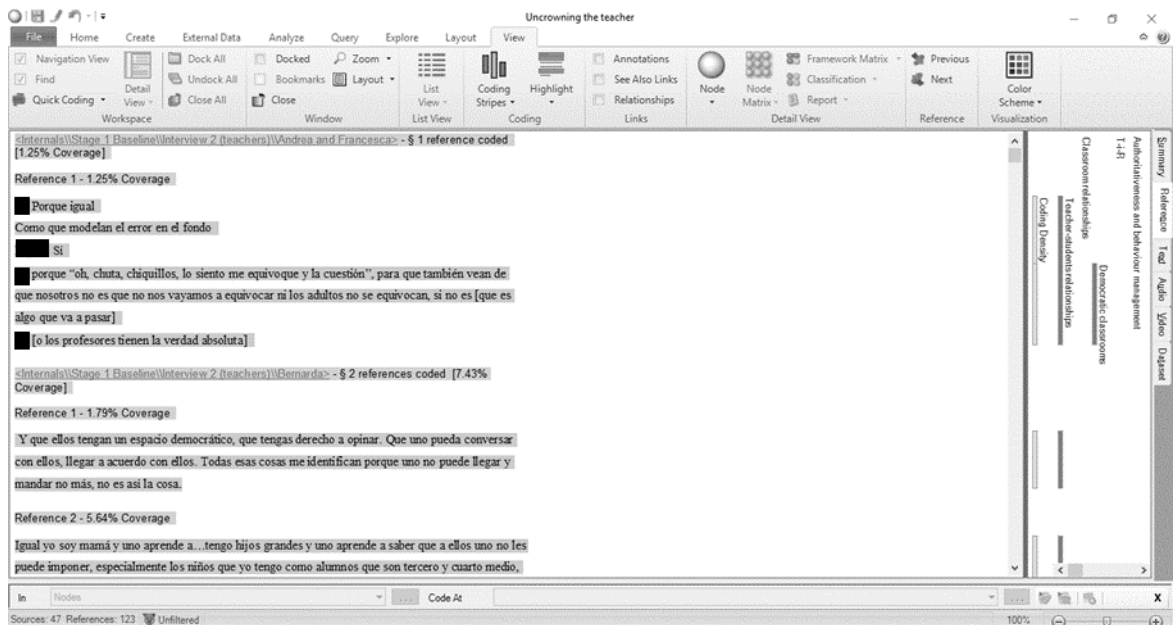 Uncrowning the teacher
File Home Create External Data Analyze Query Explore Layout View
Navigation View
Find
Quick Coding
Detail View
Dock All
Undock All
Close All
Workspace
Docked
Bookmarks
Close
Zoom
Layout
Window
List View
List View
Coding Stripes
Highlight
Coding
Annotations
See Also Links
Relationships
Links
Node
Node Matrix
Framework Matrix
Classification
Report
Detail View
Previous
Next
Reference
Color Scheme
Visualization
<Internals\\Stage 1 Baseline\\Interview 2 (teachers)\\Andrea and Francesca> - § 1 reference coded
[1.25% Coverage]
Reference 1 - 1.25% Coverage
Porque igual
Como que modelan el error en el fondo
Si
porque “oh, chuta, chiquillos, lo siento me equivoque y la cuestión”, para que también vean de
que nosotros no es que no nos vayamos a equivocar ni los adultos no se equivocan, si no es [que es
algo que va a pasar]
[o los profesores tienen la verdad absoluta]
<Internals\\Stage 1 Baseline\\Interview 2 (teachers)\\Bernarda> - § 2 references coded [7.43%
Coverage]
Reference 1 - 1.79% Coverage
Y que ellos tengan un espacio democrático, que tengas derecho a opinar. Que uno pueda conversar
con ellos, llegar a acuerdo con ellos. Todas esas cosas me identifican porque uno no puede llegar y
mandar no más, no es así la cosa.
Reference 2 - 5.64% Coverage
Igual yo soy mamá y uno aprende a…tengo hijos grandes y uno aprende a saber que a ellos uno no les
puede imponer, especialmente los niños que yo tengo como alumnos que son tercero y cuarto medio,
Coding Density
Teacher-students relationships
Classroom relationships
Democratic classrooms
T-i-R
Authoritativeness and behaviour management
Summary
Reference
Text
Audio
Video
Dataset
In Nodes ... Code At ... X
Sources: 47 References: 123 Unfiltered 100%